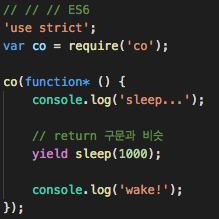 // // // ES6
'use strict';
var co = require('co');
co(function* () {
console.log('sleep...');
// return 구문과 비슷
yield sleep(1000);
console.log('wake!');
});